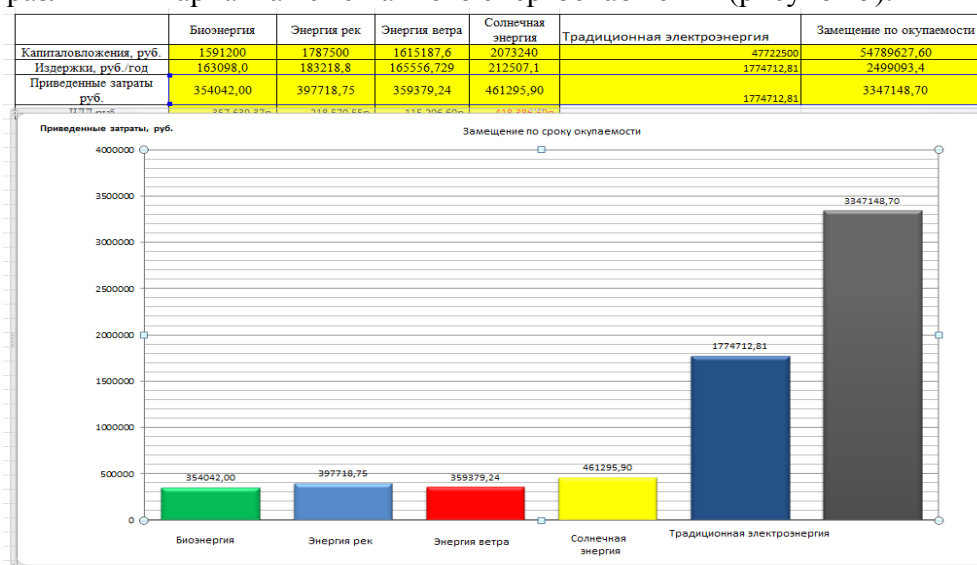 Биоэнергия Энергия рек Энергия ветра Солнечная энергия Традиционная электроэнергия Замещение по окупаемости
Капиталовложения, руб. 1591200 1787500 1615187,6 2073240 47722500 54789627,60
Издержки, руб./год 163098,0 183218,8 165556,729 212507,1 1774712,81 2499093,4
Приведенные затраты руб. 354042,00 397718,75 359379,24 461295,90 1774712,81 3347148,70
Приведенные затраты, руб.
Замещение по сроку окупаемости
4000000
3500000
3347148,70
3000000
2500000
2000000
1774712,81
1500000
1000000
500000
354042,00 397718,75 359379,24 461295,90
0
Биоэнергия Энергия рек Энергия ветра Солнечная энергия Традиционная электроэнергия